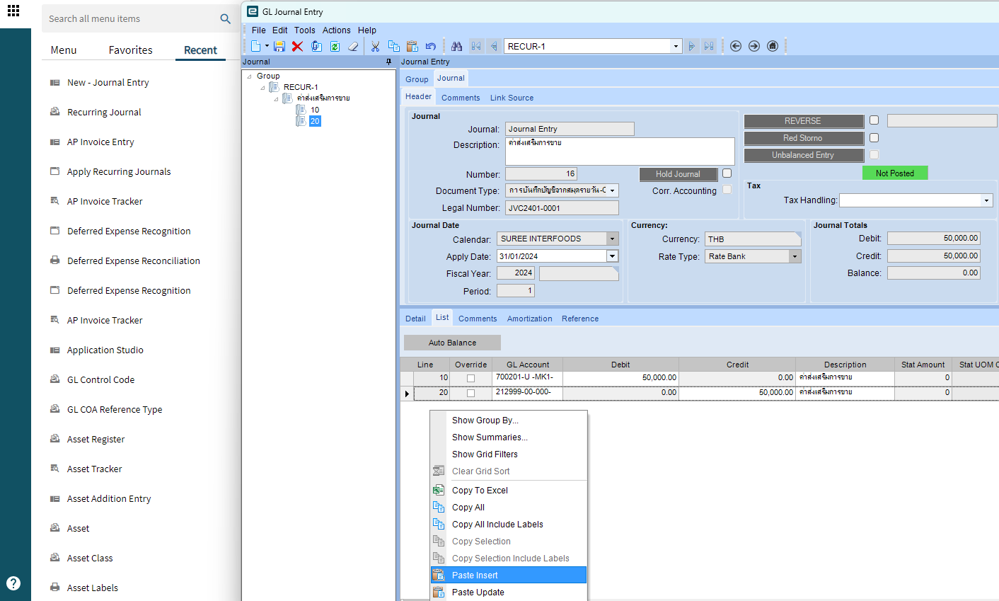 Search all menu items
Menu Favorites Recent
New - Journal Entry
Recurring Journal
AP Invoice Entry
Apply Recurring Journals
AP Invoice Tracker
Deferred Expense Recognition
Deferred Expense Reconciliation
Deferred Expense Recognition
AP Invoice Tracker
Application Studio
GL Control Code
GL COA Reference Type
Asset Register
Asset Tracker
Asset Addition Entry
Asset
Asset Class
Asset Labels
GL Journal Entry
File Edit Tools Actions Help
RECUR-1
Journal
Group
RECUR-1
ค่าส่งเสริมการขาย
10
20
Journal Entry
Group Journal
Header Comments Link Source
Journal
Journal: Journal Entry
Description: ค่าส่งเสริมการขาย
Number: 16
Hold Journal
Document Type: การบันทึกบัญชีจากสมุดรายวัน-C
Corr. Accounting
Legal Number: JVC2401-0001
REVERSE
Red Storno
Unbalanced Entry
Not Posted
Tax
Tax Handling:
Journal Date
Calendar: SUREE INTERFOODS
Apply Date: 31/01/2024
Fiscal Year: 2024
Period: 1
Currency:
Currency: THB
Rate Type: Rate Bank
Journal Totals
Debit: 50,000.00
Credit: 50,000.00
Balance: 0.00
Detail List Comments Amortization Reference
Auto Balance
Line Override GL Account Debit Credit Description Stat Amount Stat UOM C
10 700201-U -MK1- 50,000.00 0.00 ค่าส่งเสริมการขาย 0
20 212999-00-000- 0.00 50,000.00 ค่าส่งเสริมการขาย 0
Show Group By...
Show Summaries...
Show Grid Filters
Clear Grid Sort
Copy To Excel
Copy All
Copy All Include Labels
Copy Selection
Copy Selection Include Labels
Paste Insert
Paste Update